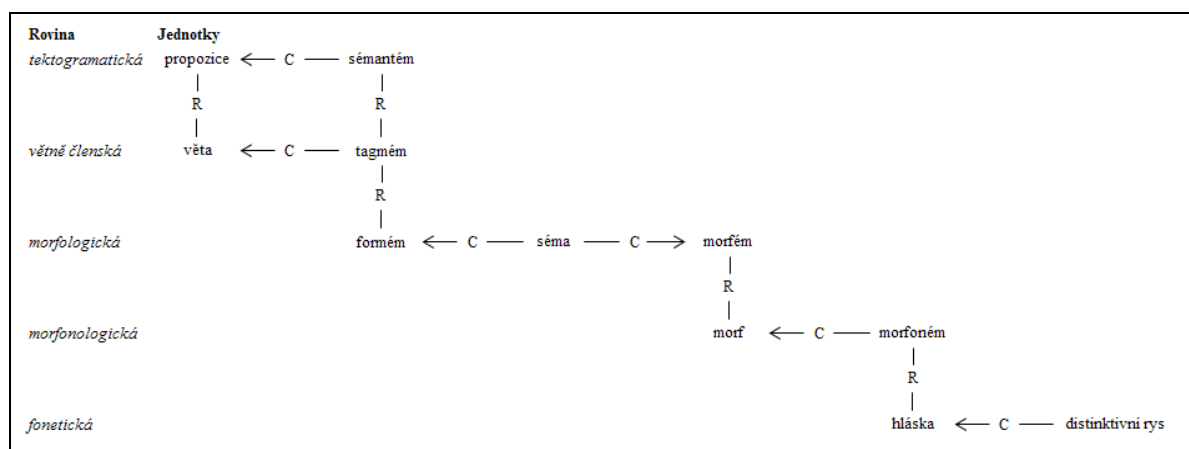 Rovina Jednotky
tektogramatická propozice C sémantém
R R
větně členská věta C tagmém
R
morfologická formém C séma C morfém
R
morfonologická morf C morfoném
R
fonetická hláska C distinktivní rys